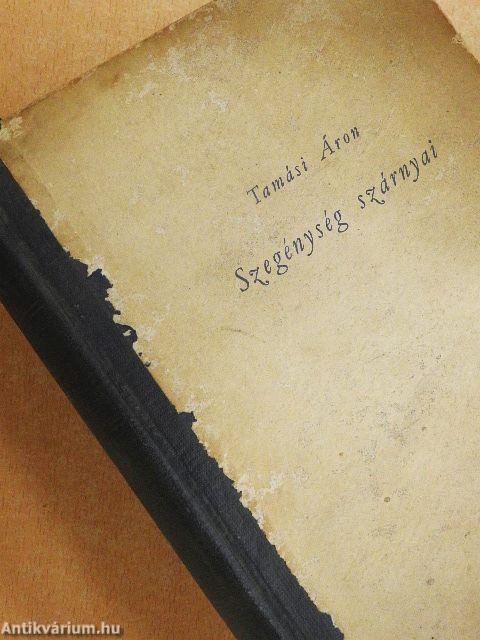 Tamási Áron
Szegénység szárnyai
Antikvárium.hu